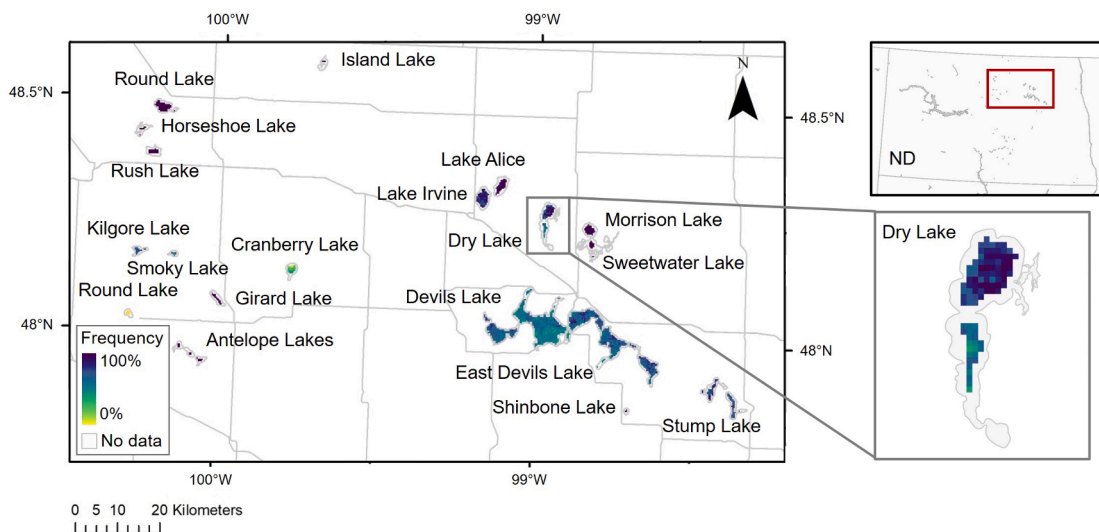 100°W 99°W
48.5°N
48°N
48.5°N
48°N
100°W 99°W
Island Lake
Round Lake
Horseshoe Lake
Rush Lake
Lake Alice
Lake Irvine
Dry Lake
Morrison Lake
Sweetwater Lake
Kilgore Lake
Smoky Lake
Cranberry Lake
Round Lake
Girard Lake
Antelope Lakes
Devils Lake
East Devils Lake
Shinbone Lake
Stump Lake
N
Frequency
100%
0%
No data
0 5 10 20 Kilometers
ND
Dry Lake